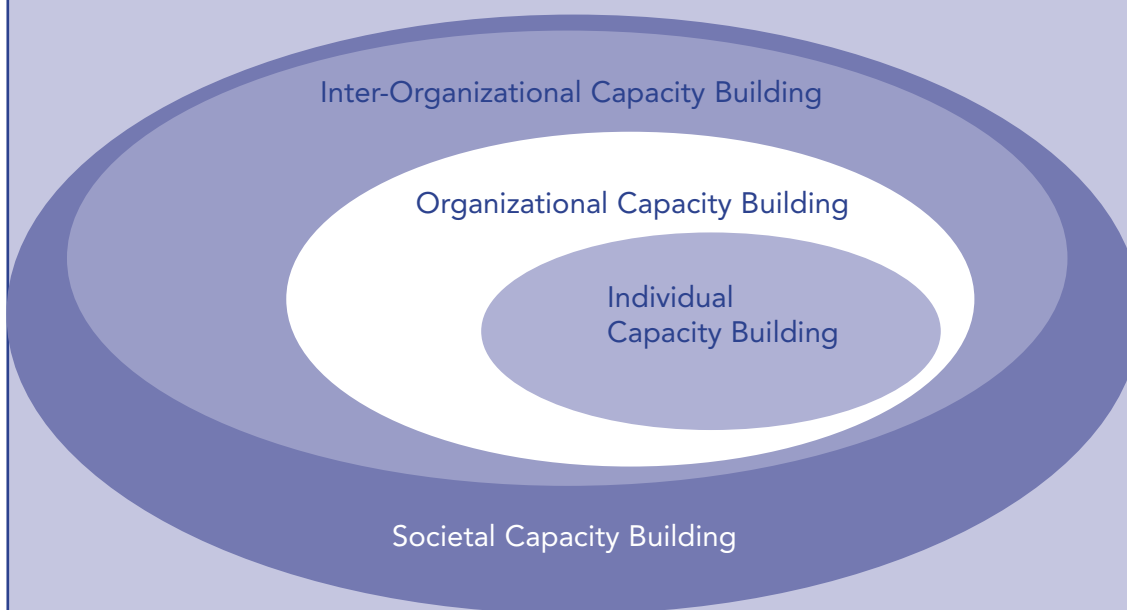 Inter-Organizational Capacity Building
Organizational Capacity Building
Individual
Capacity Building
Societal Capacity Building